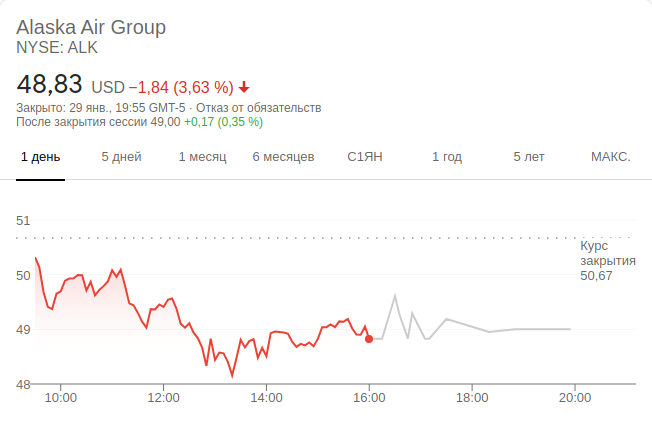 Alaska Air Group
NYSE: ALK
48,83 USD −1,84 (3,63 %)
Закрыто: 29 янв., 19:55 GMT-5 · Отказ от обязательств
После закрытия сессии 49,00 +0,17 (0,35 %)
1 день 5 дней 1 месяц 6 месяцев С1ЯН 1 год 5 лет МАКС.
51
Курс
закрытия
50,67
50
49
48
10:00 12:00 14:00 16:00 18:00 20:00